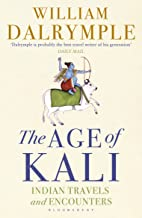 WILLIAM
DALRYMPLE
'Dalrymple is probably the best travel writer of his generation'
DAILY MAIL
The AGE of
KALI
INDIAN TRAVELS
and ENCOUNTERS
BLOOMSBURY